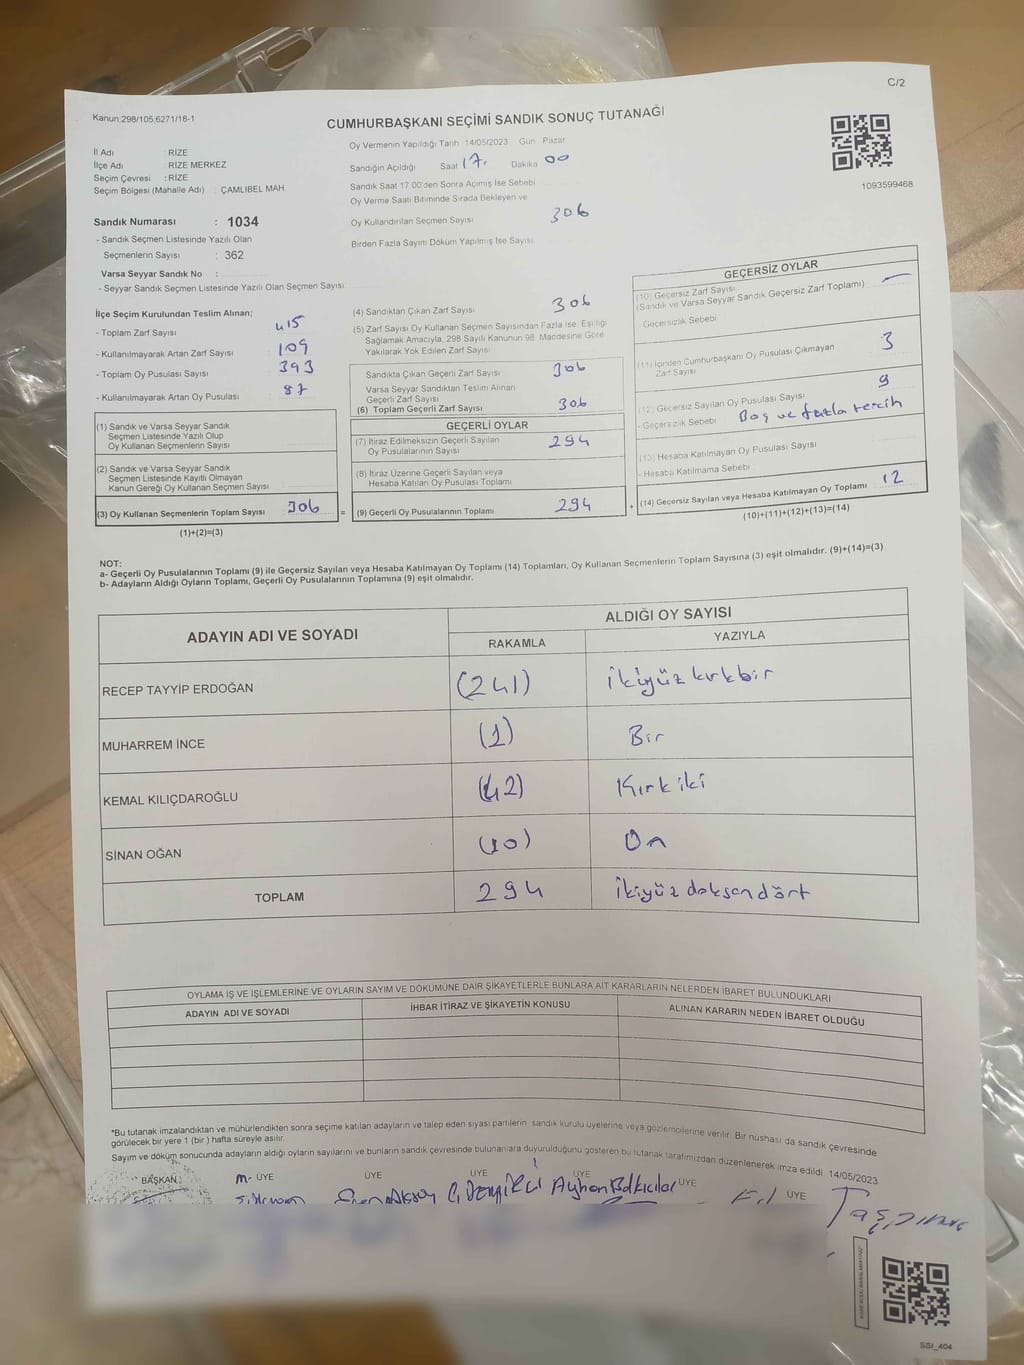 C/2
Kanun;298/105;6271/18-1
CUMHURBAŞKANI SEÇİMİ SANDIK SONUÇ TUTANAĞI
1093599468
İl Adı : RİZE
İlçe Adı : RİZE MERKEZ
Seçim Çevresi : RİZE
Seçim Bölgesi (Mahalle Adı) : ÇAMLIBEL MAH
Sandık Numarası : 1034
- Sandık Seçmen Listesinde Yazılı Olan
Seçmenlerin Sayısı : 362
Varsa Seyyar Sandık No :
- Seyyar Sandık Seçmen Listesinde Yazılı Olan Seçmen Sayısı:
Oy Vermenin Yapıldığı Tarih 14/05/2023 Gün Pazar
Sandığın Açıldığı Saat 17. Dakika 00
Sandık Saat 17 00'den Sonra Açımış İse Sebebi
Oy Verme Saati Bitiminde Sırada Bekleyen ve
Oy Kullandırılan Seçmen Sayısı 306
Birden Fazla Sayım Döküm Yapılmış İse Sayısı
İlçe Seçim Kurulundan Teslim Alınan;
- Toplam Zarf Sayısı 415
- Kullanılmayarak Artan Zarf Sayısı 109
- Toplam Oy Pusulası Sayısı 393
- Kullanılmayarak Artan Oy Pusulası 87
(1) Sandık ve Varsa Seyyar Sandık
Seçmen Listesinde Yazılı Olup
Oy Kullanan Seçmenlerin Sayısı
(2) Sandık ve Varsa Seyyar Sandık
Seçmen Listesinde Kayıtlı Olmayan
Kanun Gereği Oy Kullanan Seçmen Sayısı
(3) Oy Kullanan Seçmenlerin Toplam Sayısı 306
(1)+(2)=(3)
(4) Sandıktan Çıkan Zarf Sayısı 306
(5) Zarf Sayısı Oy Kullanan Seçmen Sayısından Fazla İse, Eşitliği
Sağlamak Amacıyla, 298 Sayılı Kanunun 98. Maddesine Göre
Yakılarak Yok Edilen Zarf Sayısı
Sandıkta Çıkan Geçerli Zarf Sayısı 306
Varsa Seyyar Sandıktan Teslim Alınan
Geçerli Zarf Sayısı
(6) Toplam Geçerli Zarf Sayısı 306
GEÇERLİ OYLAR
(7) İtiraz Edilmeksizin Geçerli Sayılan
Oy Pusulalarının Sayısı 294
(8) İtiraz Üzerine Geçerli Sayılan veya
Hesaba Katılan Oy Pusulası Toplamı
= (9) Geçerli Oy Pusulalarının Toplamı 294
GEÇERSİZ OYLAR
(10) Geçersiz Zarf Sayısı
(Sandık ve Varsa Seyyar Sandık Geçersiz Zarf Toplamı) —
- Geçersizlik Sebebi
(11) İçinden Cumhurbaşkanı Oy Pusulası Çıkmayan
Zarf Sayısı 3
(12) Geçersiz Sayılan Oy Pusulası Sayısı 9
- Geçersizlik Sebebi Boş ve fazla tercih
(13) Hesaba Katılmayan Oy Pusulası Sayısı
- Hesaba Katılmama Sebebi
+ (14) Geçersiz Sayılan veya Hesaba Katılmayan Oy Toplamı 12
(10)+(11)+(12)+(13)=(14)
NOT:
a- Geçerli Oy Pusulalarının Toplamı (9) ile Geçersiz Sayılan veya Hesaba Katılmayan Oy Toplamı (14) Toplamları, Oy Kullanan Seçmenlerin Toplam Sayısına (3) eşit olmalıdır. (9)+(14)=(3)
b- Adayların Aldığı Oyların Toplamı, Geçerli Oy Pusulalarının Toplamına (9) eşit olmalıdır.
ADAYIN ADI VE SOYADI ALDIĞI OY SAYISI
RAKAMLA YAZIYLA
RECEP TAYYİP ERDOĞAN (241) ikiyüz kırkbir
MUHARREM İNCE (1) Bir
KEMAL KILIÇDAROĞLU (42) Kırk iki
SİNAN OĞAN (10) On
TOPLAM 294 ikiyüz doksan dört
OYLAMA İŞ VE İŞLEMLERİNE VE OYLARIN SAYIM VE DÖKÜMÜNE DAİR ŞİKAYETLERLE BUNLARA AİT KARARLARIN NELERDEN İBARET BULUNDUKLARI
ADAYIN ADI VE SOYADI İHBAR İTİRAZ VE ŞİKAYETİN KONUSU ALINAN KARARIN NEDEN İBARET OLDUĞU
*Bu tutanak imzalandıktan ve mühürlendikten sonra seçime katılan adayların ve talep eden siyasi partilerin sandık kurulu üyelerine veya gözlemcilerine verilir. Bir nüshası da sandık çevresinde
görülecek bir yere 1 (bir ) hafta süreyle asılır.
Sayım ve döküm sonucunda adayların aldığı oyların sayılarını ve bunların sandık çevresinde bulunanlara duyurulduğunu gösteren bu tutanak tarafımızdan düzenlenerek imza edildi. 14/05/2023
BAŞKAN ÜYE ÜYE ÜYE ÜYE ÜYE ÜYE
Ayhan Balkıcılar
Taşpınar
SSI_404